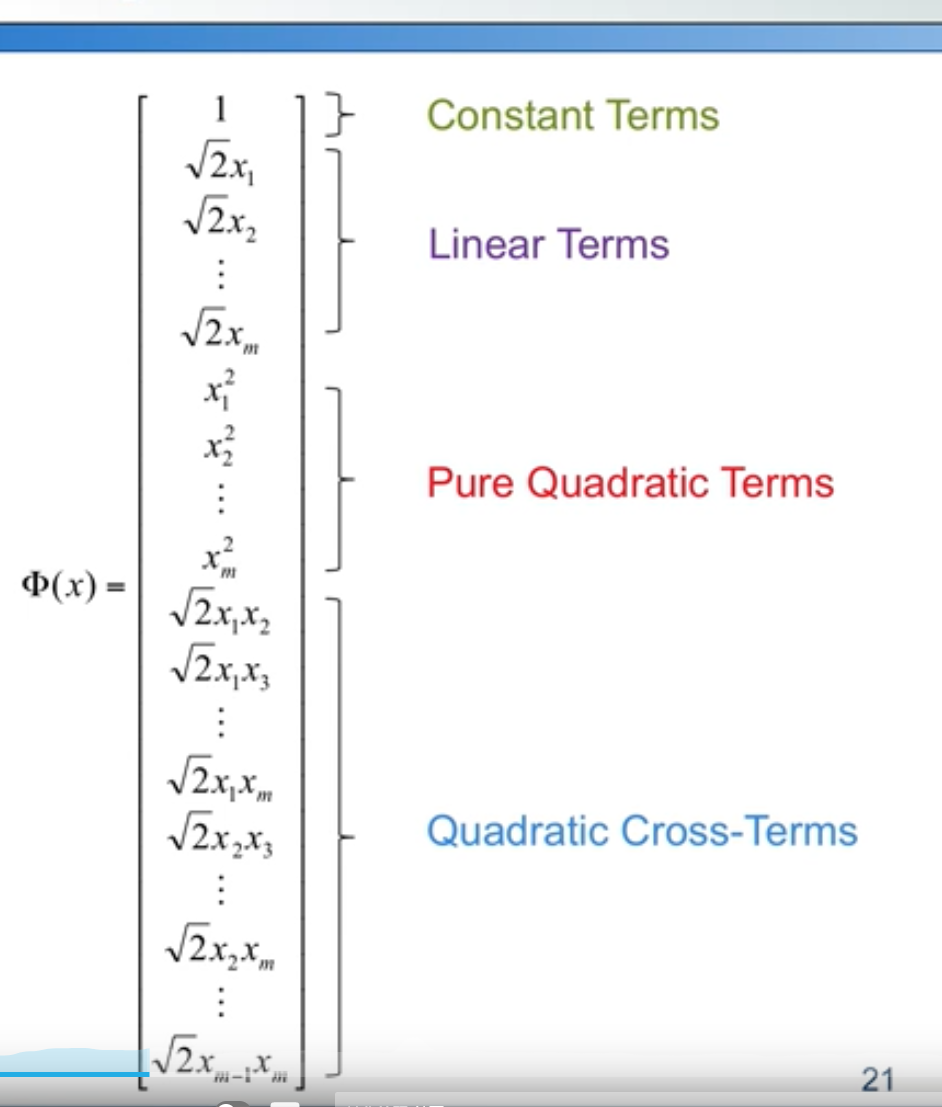 1
√2x₁
√2x₂
⋮
√2xₘ
x₁²
x₂²
⋮
xₘ²
Φ(x) =
√2x₁x₂
√2x₁x₃
⋮
√2x₁xₘ
√2x₂x₃
⋮
√2x₂xₘ
⋮
√2xₘ₋₁xₘ
Constant Terms
Linear Terms
Pure Quadratic Terms
Quadratic Cross-Terms
21